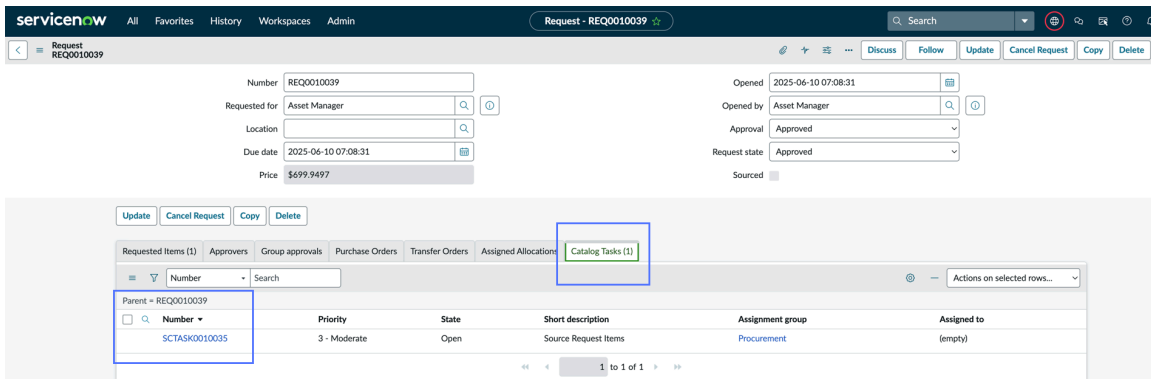 servicenow All Favorites History Workspaces Admin Request - REQ0010039 Search
Request
REQ0010039
Discuss Follow Update Cancel Request Copy Delete
Number REQ0010039 Opened 2025-06-10 07:08:31
Requested for Asset Manager Opened by Asset Manager
Location Approval Approved
Due date 2025-06-10 07:08:31 Request state Approved
Price $699.9497 Sourced
Update Cancel Request Copy Delete
Requested Items (1) Approvers Group approvals Purchase Orders Transfer Orders Assigned Allocations Catalog Tasks (1)
Number Search Actions on selected rows...
Parent = REQ0010039
Number Priority State Short description Assignment group Assigned to
SCTASK0010035 3 - Moderate Open Source Request Items Procurement (empty)
1 to 1 of 1